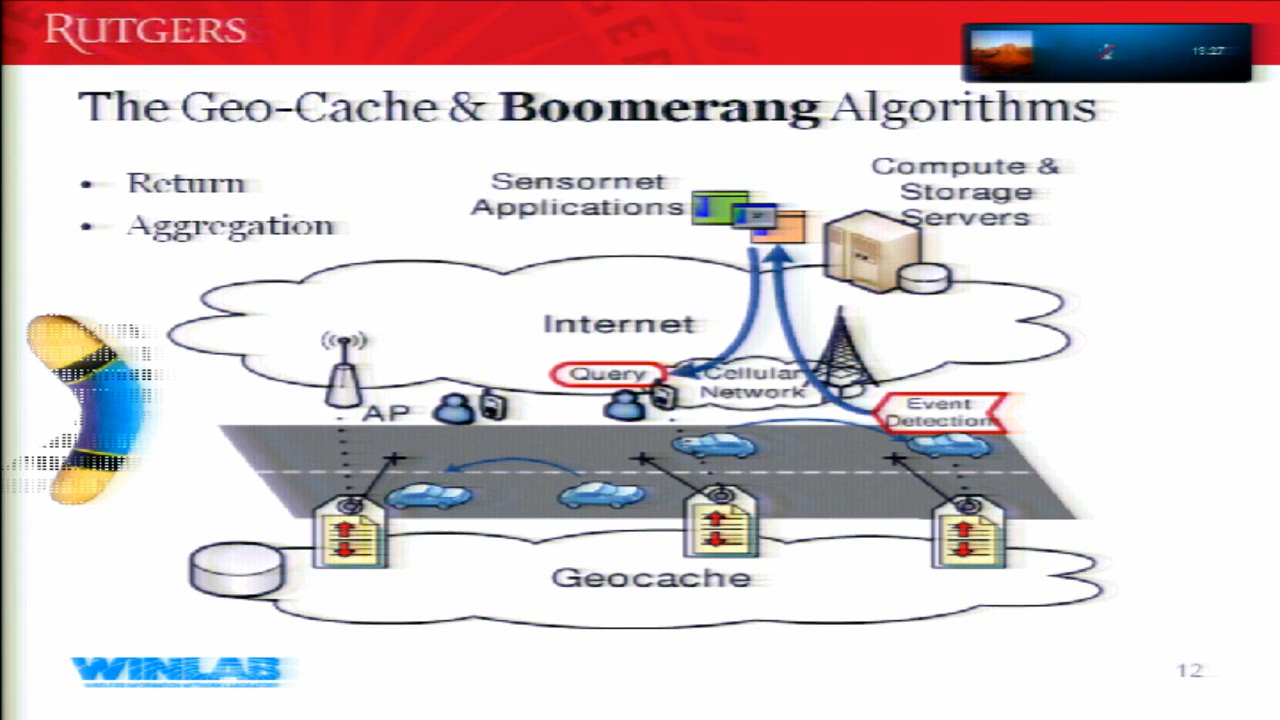 RUTGERS
The Geo-Cache & Boomerang Algorithms
• Return
• Aggregation
Sensornet
Applications
Compute &
Storage
Servers
Internet
Query
Cellular
Network
AP
Event
Detection
Geocache
WINLAB
12